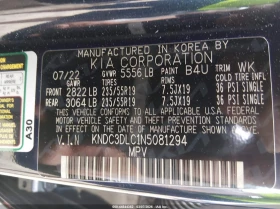 MANUFACTURED IN KOREA BY
KIA CORPORATION
07/22 GVWR 5556 LB PAINT B4U TRIM WK
GAWR
FRONT 2822 LB 235/55R19 7.5JX19 36 PSI SINGLE
REAR 3064 LB 235/55R19 7.5JX19 36 PSI SINGLE
THIS VEHICLE CONFORMS TO ALL APPLICABLE U.S.A. FEDERAL
MOTOR VEHICLE SAFETY AND THEFT PREVENTION STANDARDS
IN EFFECT ON THE DATE OF MANUFACTURE SHOWN ABOVE.
V.I.N KNDC3DLC1N5081294
MPV
A30